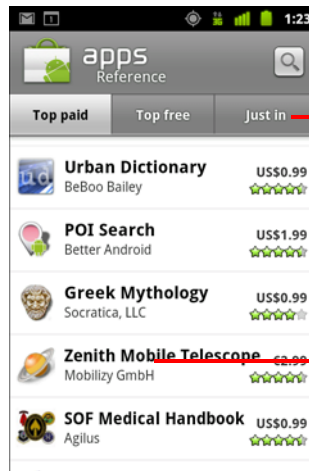 1:23
apps
Reference
Top paid Top free Just in
Urban Dictionary US$0.99
BeBoo Bailey
POI Search US$1.99
Better Android
Greek Mythology US$0.99
Socratica, LLC
Zenith Mobile Telescope €2.99
Mobilizy GmbH
SOF Medical Handbook US$0.99
Agilus